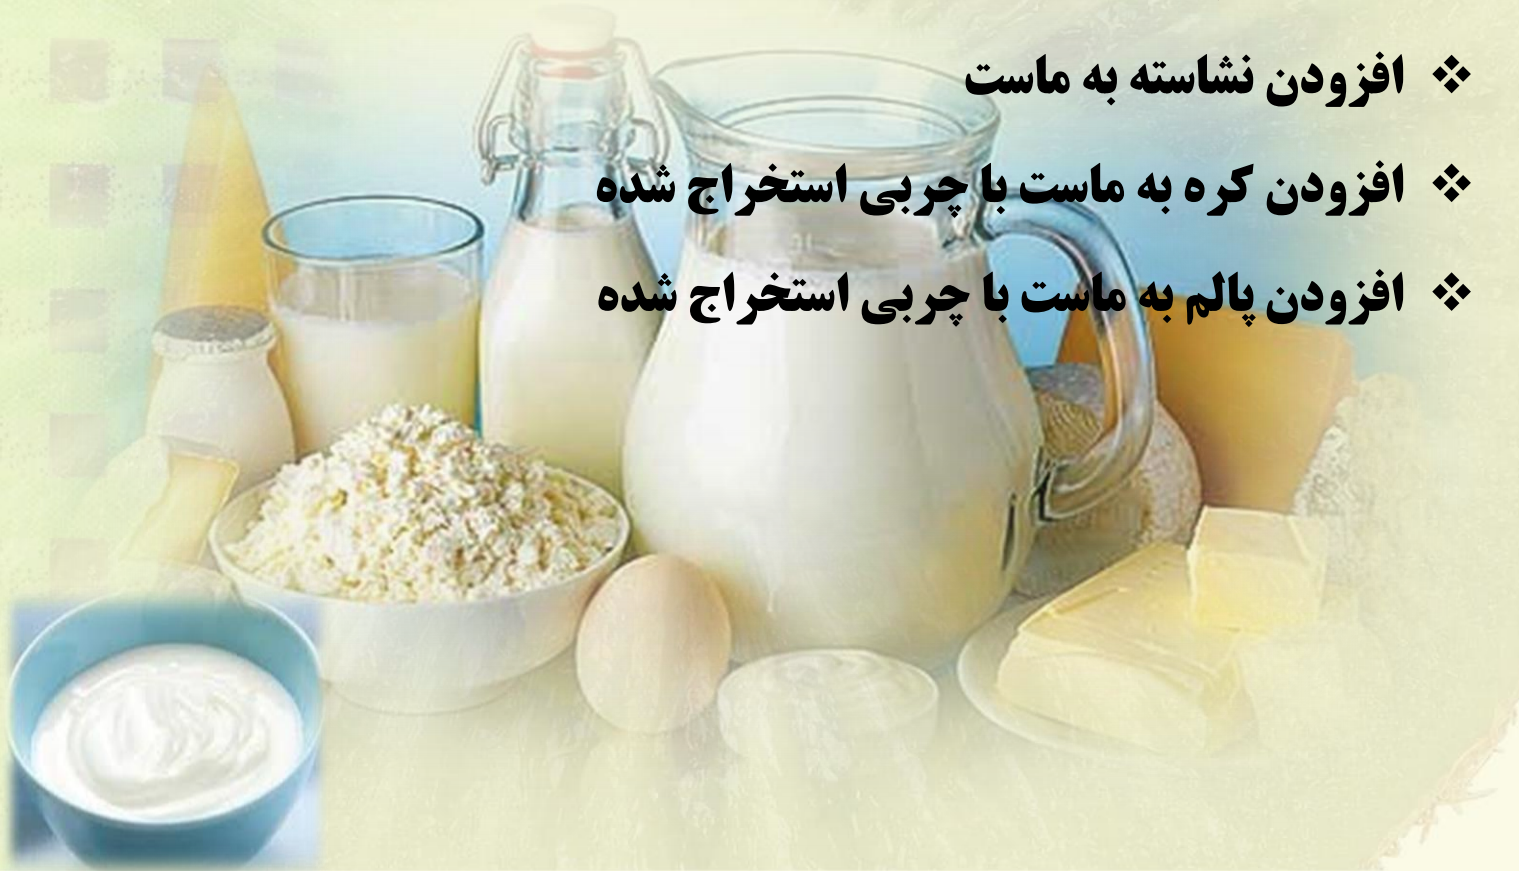 ❖ افزودن نشاسته به ماست
❖ افزودن کره به ماست با چربی استخراج شده
❖ افزودن پالم به ماست با چربی استخراج شده